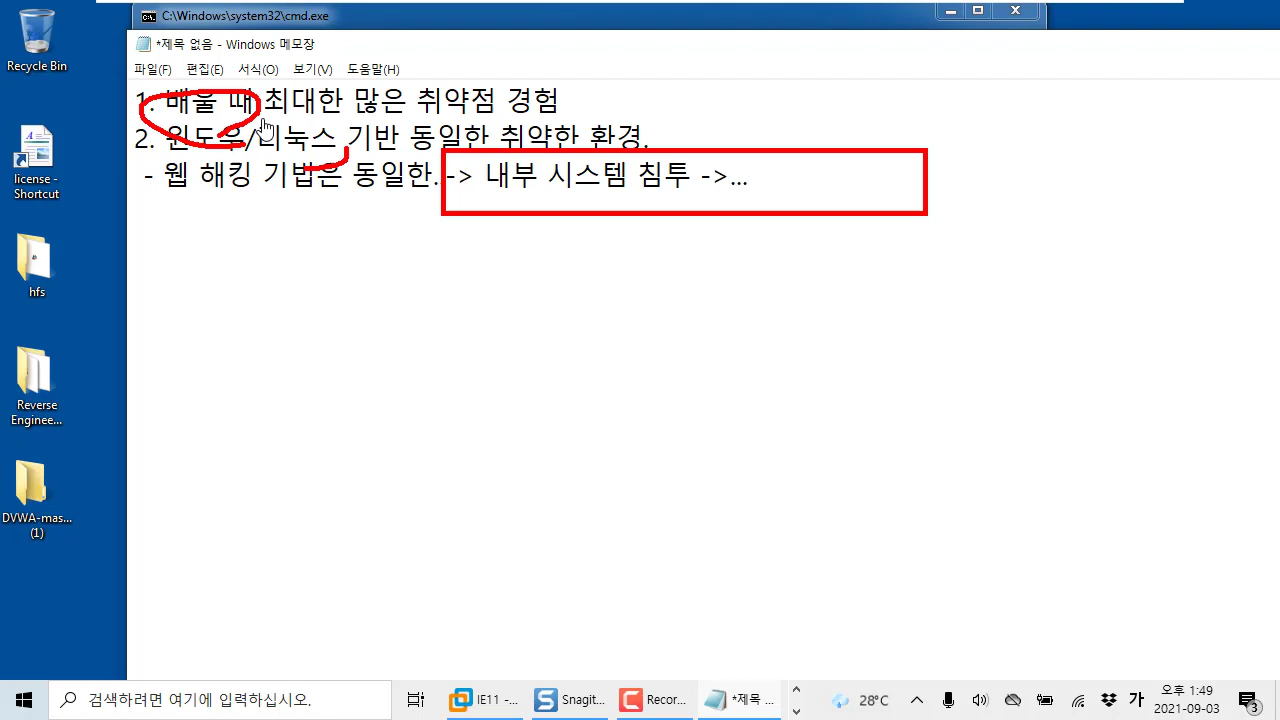 C:\Windows\system32\cmd.exe
*제목 없음 - Windows 메모장
파일(F) 편집(E) 서식(O) 보기(V) 도움말(H)
1. 배울 때 최대한 많은 취약점 경험
2. 윈도우/리눅스 기반 동일한 취약한 환경.
- 웹 해킹 기법은 동일한..-> 내부 시스템 침투 ->...
Recycle Bin
license -
Shortcut
hfs
Reverse
Enginee...
DVWA-mas...
(1)
검색하려면 여기에 입력하십시오.
IE11 -...
Snagit...
Recor...
*제목 ...
28°C
가
오후 1:49
2021-09-03
3